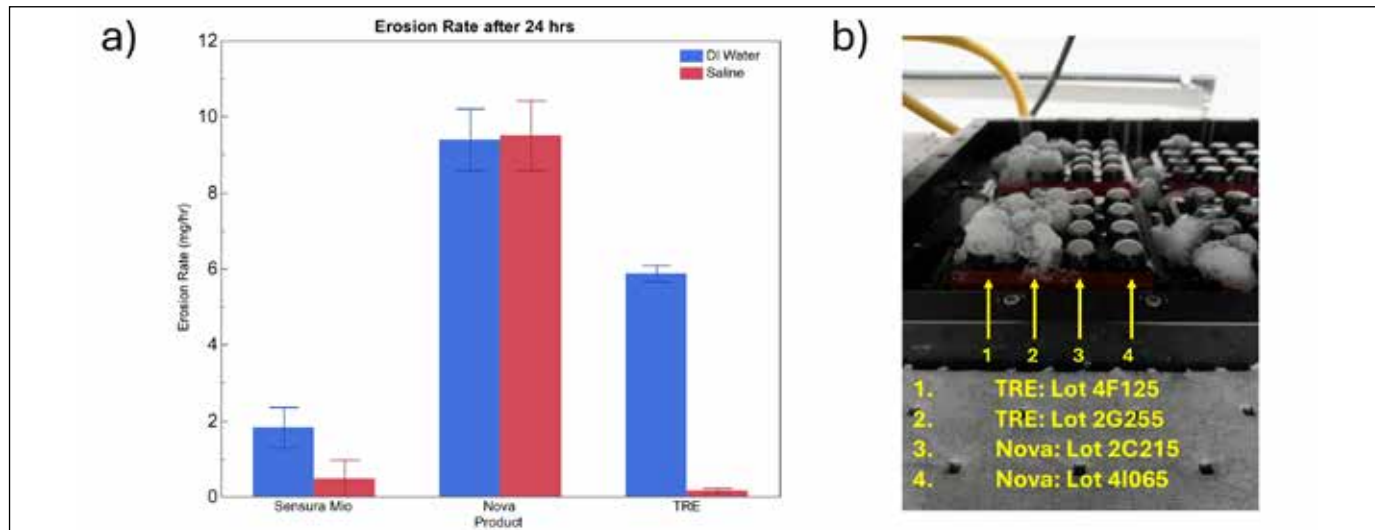 a)
Erosion Rate after 24 hrs
DI Water
Saline
12
10
8
6
4
2
0
Erosion Rate (mg/hr)
Sensura Mio
Nova
TRE
Product
b)
1 2 3 4
1. TRE: Lot 4F125
2. TRE: Lot 2G255
3. Nova: Lot 2C215
4. Nova: Lot 4I065